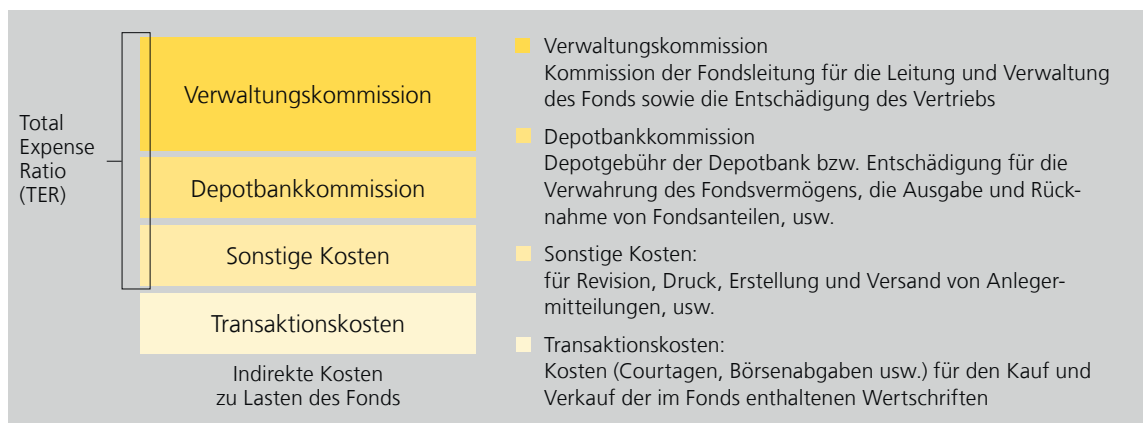 Total
Expense
Ratio
(TER)
Verwaltungskommission
Depotbankkommission
Sonstige Kosten
Transaktionskosten
Indirekte Kosten
zu Lasten des Fonds
Verwaltungskommission
Kommission der Fondsleitung für die Leitung und Verwaltung
des Fonds sowie die Entschädigung des Vertriebs
Depotbankkommission
Depotgebühr der Depotbank bzw. Entschädigung für die
Verwahrung des Fondsvermögens, die Ausgabe und Rück-
nahme von Fondsanteilen, usw.
Sonstige Kosten:
für Revision, Druck, Erstellung und Versand von Anleger-
mitteilungen, usw.
Transaktionskosten:
Kosten (Courtagen, Börsenabgaben usw.) für den Kauf und
Verkauf der im Fonds enthaltenen Wertschriften